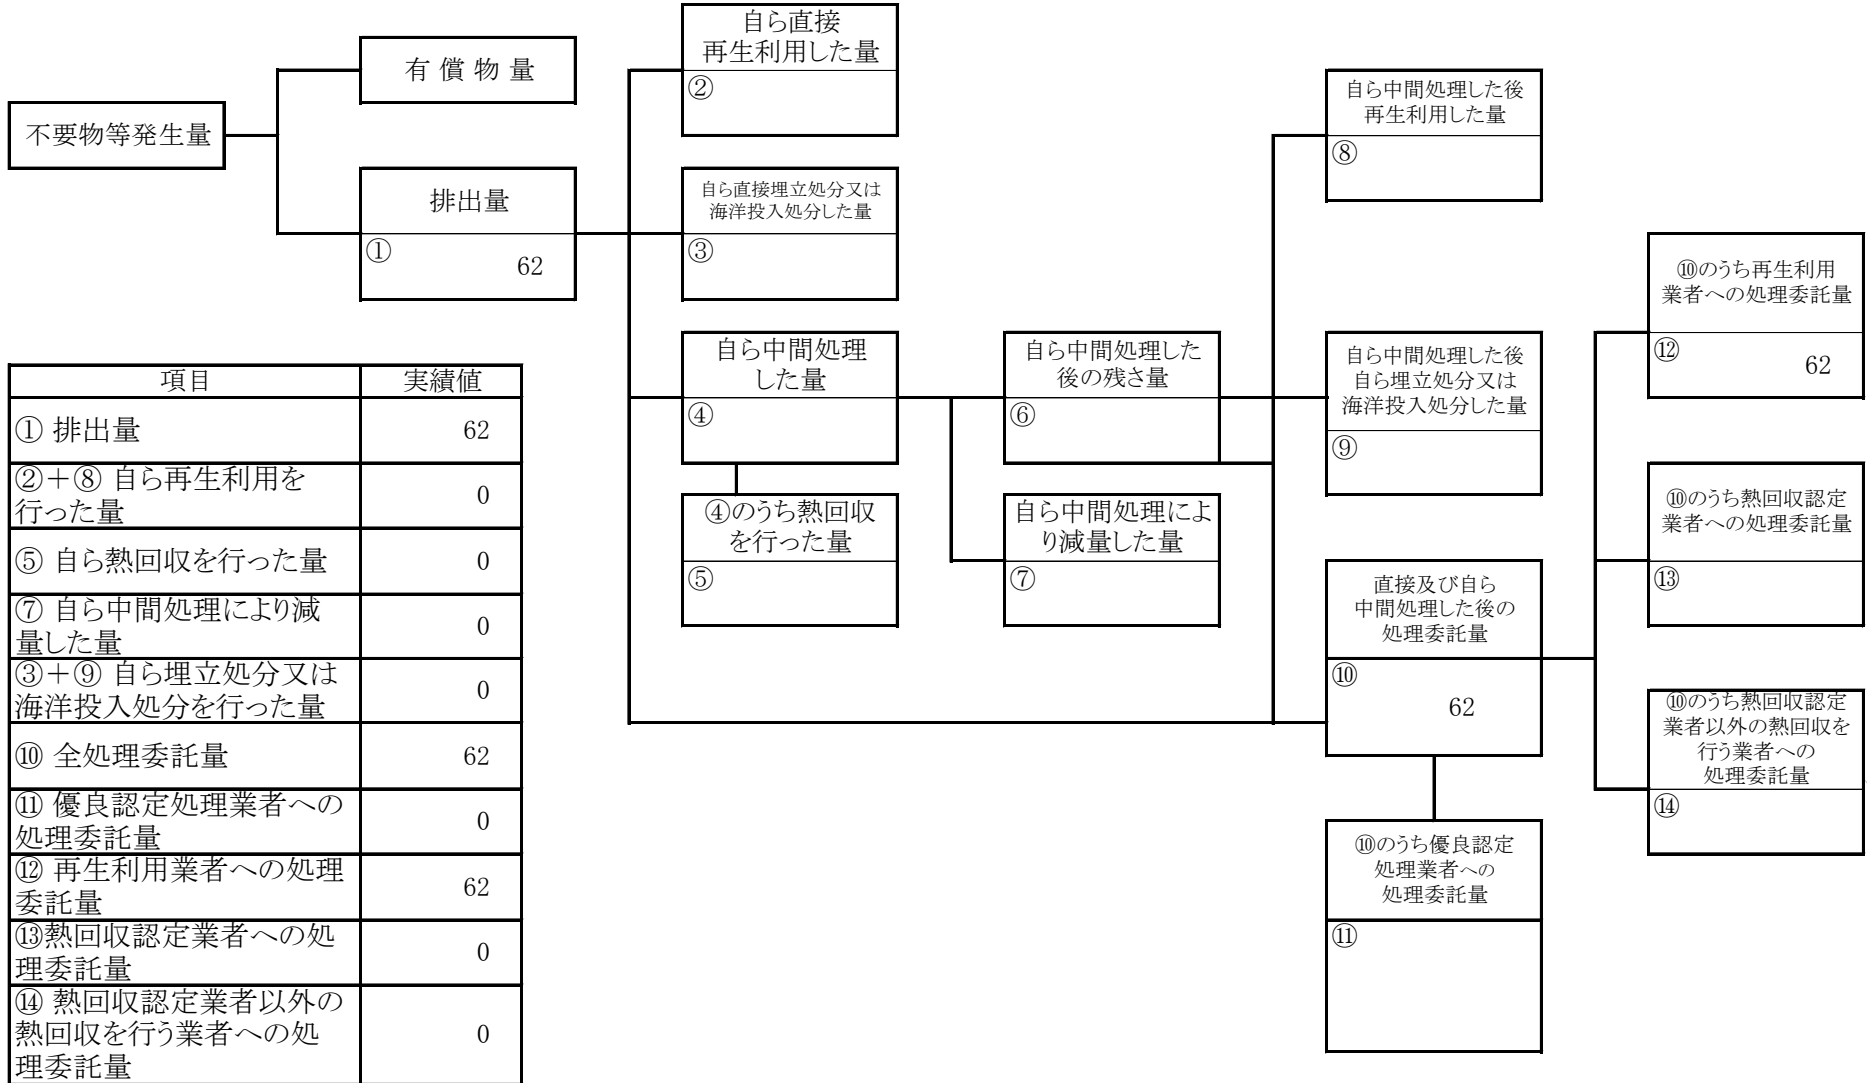 不要物等発生量
有償物量
排出量
①
62
自ら直接
再生利用した量
②
自ら直接埋立処分又は
海洋投入処分した量
③
自ら中間処理
した量
④
④のうち熱回収
を行った量
⑤
自ら中間処理した
後の残さ量
⑥
自ら中間処理によ
り減量した量
⑦
自ら中間処理した後
再生利用した量
⑧
自ら中間処理した後
自ら埋立処分又は
海洋投入処分した量
⑨
直接及び自ら
中間処理した後の
処理委託量
⑩
62
⑩のうち優良認定
処理業者への
処理委託量
⑪
⑩のうち再生利用
業者への処理委託量
⑫
62
⑩のうち熱回収認定
業者への処理委託量
⑬
⑩のうち熱回収認定
業者以外の熱回収を
行う業者への
処理委託量
⑭
項目 実績値
① 排出量 62
②＋⑧ 自ら再生利用を
行った量 0
⑤ 自ら熱回収を行った量 0
⑦ 自ら中間処理により減
量した量 0
③＋⑨ 自ら埋立処分又は
海洋投入処分を行った量 0
⑩ 全処理委託量 62
⑪ 優良認定処理業者への
処理委託量 0
⑫ 再生利用業者への処理
委託量 62
⑬熱回収認定業者への処
理委託量 0
⑭ 熱回収認定業者以外の
熱回収を行う業者への処
理委託量 0